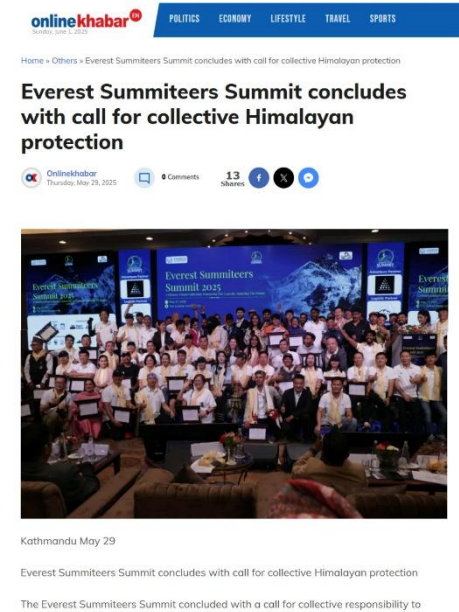 onlinekhabar EN
Sunday, June 1, 2025
POLITICS ECONOMY LIFESTYLE TRAVEL SPORTS
Home » Others » Everest Summiteers Summit concludes with call for collective Himalayan protection
Everest Summiteers Summit concludes
with call for collective Himalayan
protection
Onlinekhabar
Thursday, May 29, 2025
0 Comments
13
Shares
Everest Summiteers
Summit 2025
Everest Summiteers
Summit 2025
Everest
Summit
Kathmandu May 29
Everest Summiteers Summit concludes with call for collective Himalayan protection
The Everest Summiteers Summit concluded with a call for collective responsibility to